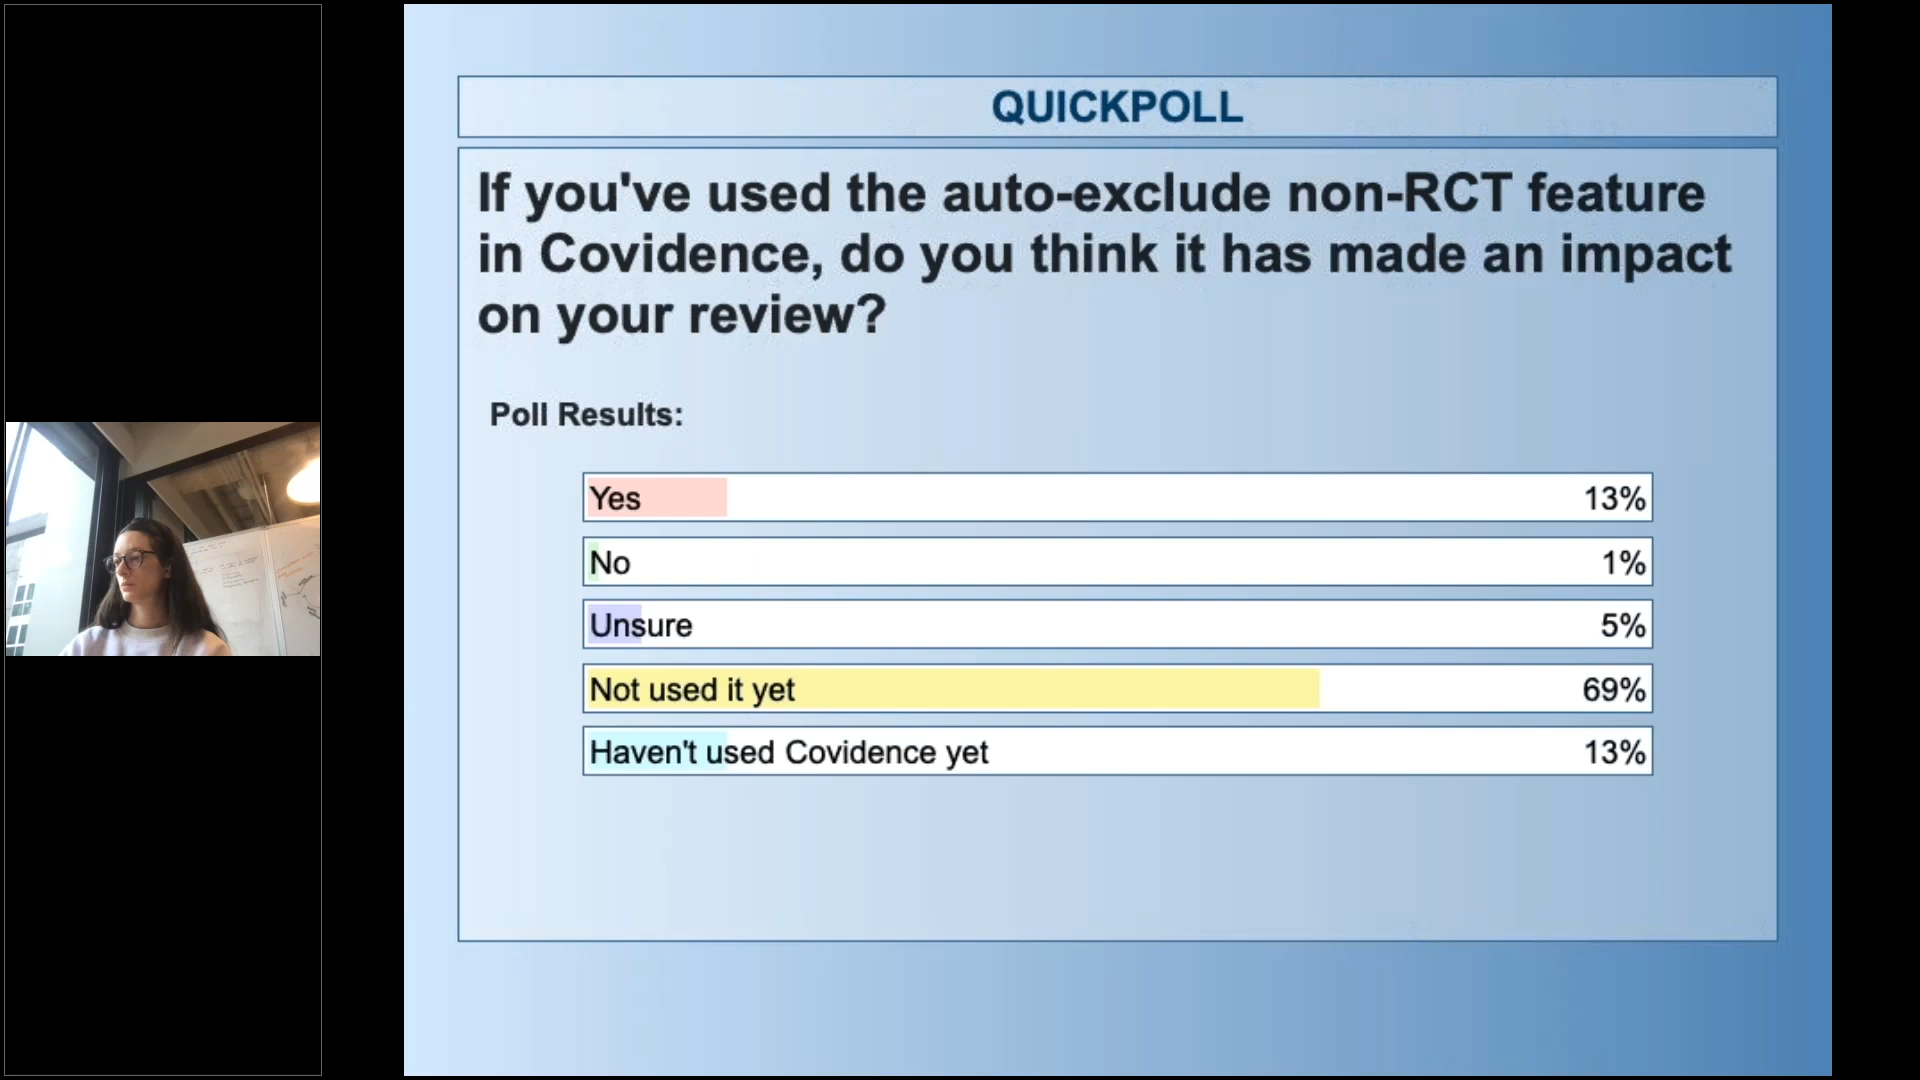 QUICKPOLL
If you've used the auto-exclude non-RCT feature
in Covidence, do you think it has made an impact
on your review?
Poll Results:
Yes 13%
No 1%
Unsure 5%
Not used it yet 69%
Haven't used Covidence yet 13%